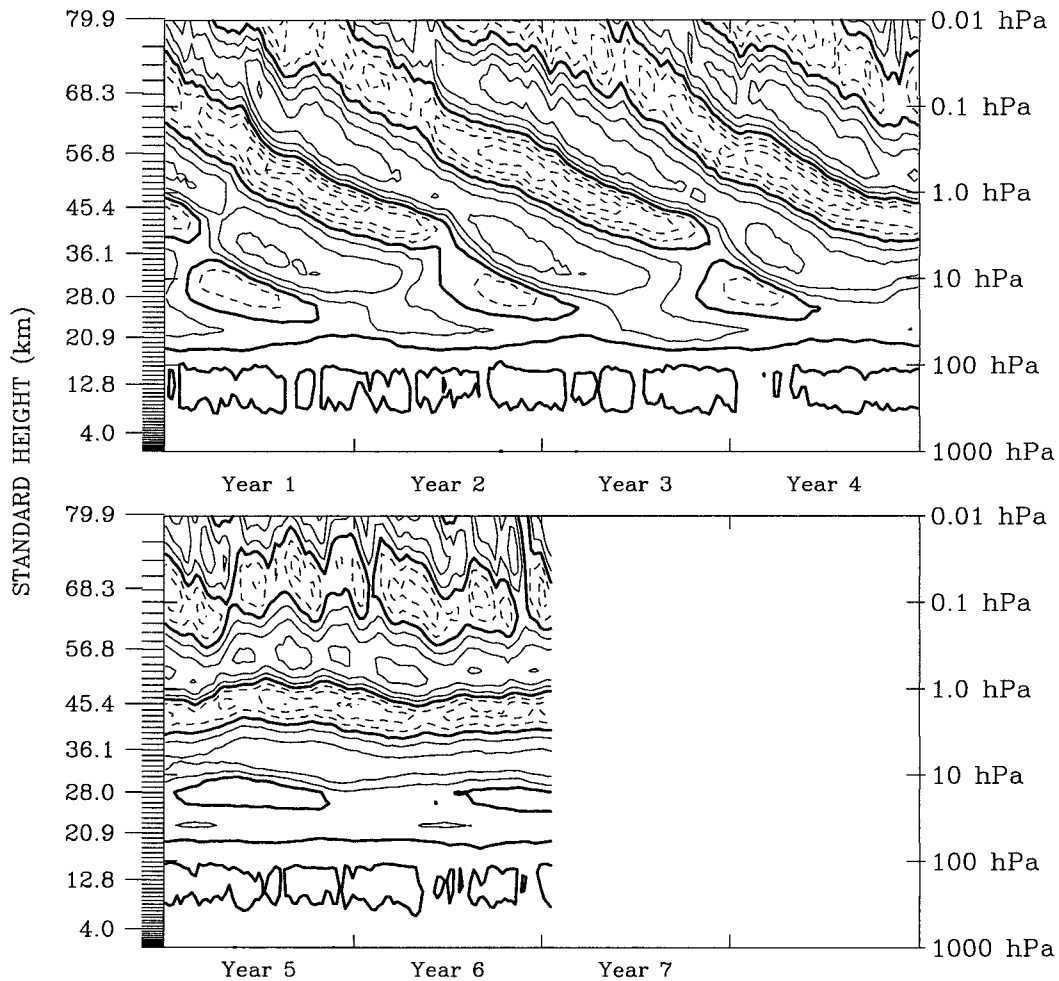 79.9
68.3
56.8
45.4
36.1
28.0
20.9
12.8
4.0
0.01 hPa
0.1 hPa
1.0 hPa
10 hPa
100 hPa
1000 hPa
Year 1
Year 2
Year 3
Year 4
STANDARD HEIGHT (km)
79.9
68.3
56.8
45.4
36.1
28.0
20.9
12.8
4.0
0.01 hPa
0.1 hPa
1.0 hPa
10 hPa
100 hPa
1000 hPa
Year 5
Year 6
Year 7